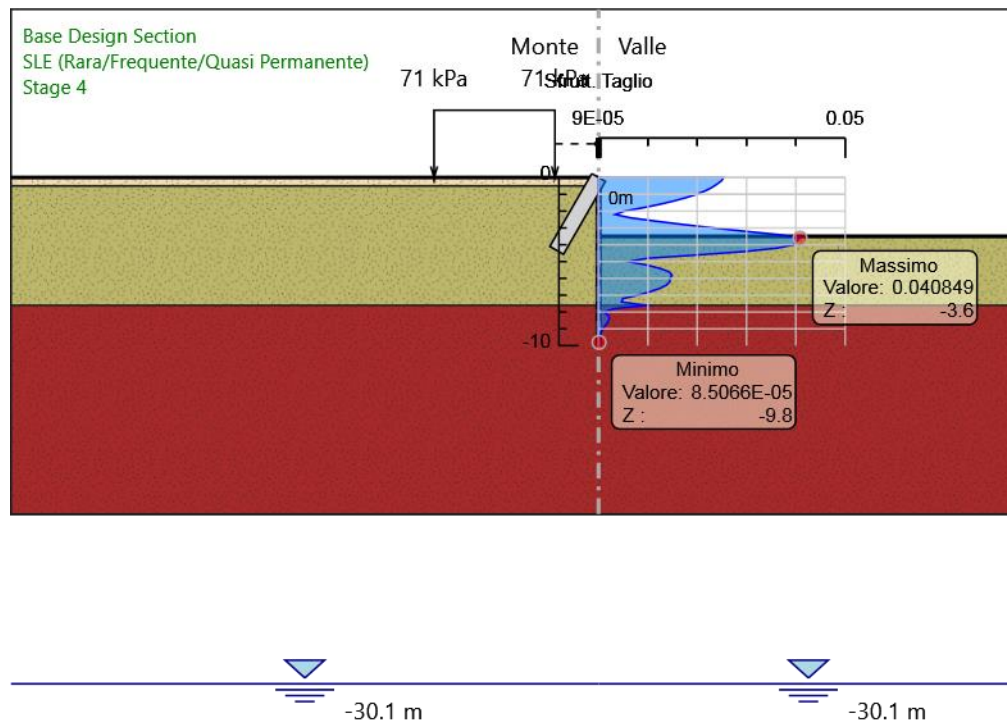 Base Design Section
SLE (Rara/Frequente/Quasi Permanente)
Stage 4
Monte Valle
71 kPa 71 kPa
Taglio
9E-05 0.05
0
0m
Massimo
Valore: 0.040849
Z : -3.6
-10
Minimo
Valore: 8.5066E-05
Z : -9.8
-30.1 m -30.1 m